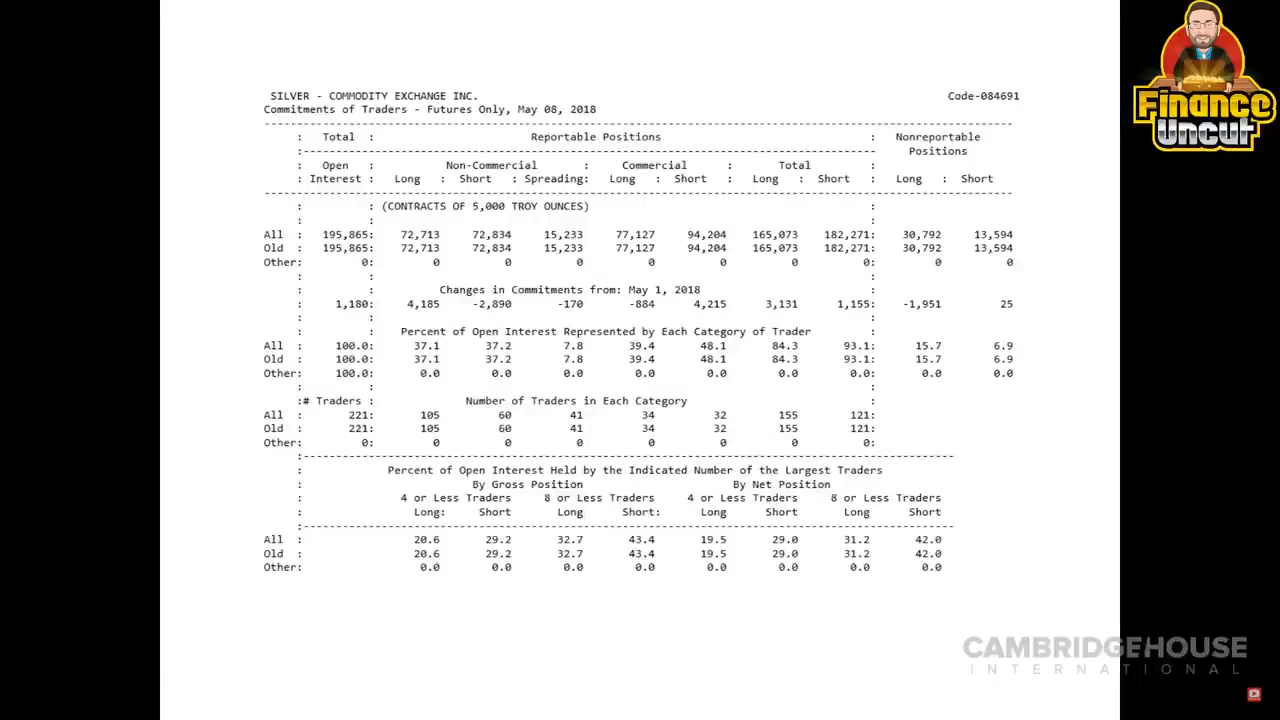 SILVER - COMMODITY EXCHANGE INC. Code-084691
Commitments of Traders - Futures Only, May 08, 2018
: Total : Reportable Positions : Nonreportable
Positions
: Open : Non-Commercial : Commercial : Total :
: Interest : Long : Short : Spreading: Long : Short : Long : Short : Long : Short
: : (CONTRACTS OF 5,000 TROY OUNCES) :
All : 195,865: 72,713 72,834 15,233 77,127 94,204 165,073 182,271: 30,792 13,594
Old : 195,865: 72,713 72,834 15,233 77,127 94,204 165,073 182,271: 30,792 13,594
Other: 0: 0 0 0 0 0 0 0: 0 0
: : Changes in Commitments from: May 1, 2018 :
: 1,180: 4,185 -2,890 -170 -884 4,215 3,131 1,155: -1,951 25
: : Percent of Open Interest Represented by Each Category of Trader :
All : 100.0: 37.1 37.2 7.8 39.4 48.1 84.3 93.1: 15.7 6.9
Old : 100.0: 37.1 37.2 7.8 39.4 48.1 84.3 93.1: 15.7 6.9
Other: 100.0: 0.0 0.0 0.0 0.0 0.0 0.0 0.0: 0.0 0.0
:# Traders : Number of Traders in Each Category :
All : 221: 105 60 41 34 32 155 121:
Old : 221: 105 60 41 34 32 155 121:
Other: 0: 0 0 0 0 0 0 0:
: Percent of Open Interest Held by the Indicated Number of the Largest Traders
: By Gross Position By Net Position
: 4 or Less Traders 8 or Less Traders 4 or Less Traders 8 or Less Traders
: Long: Short Long Short: Long Short Long Short
All : 20.6 29.2 32.7 43.4 19.5 29.0 31.2 42.0
Old : 20.6 29.2 32.7 43.4 19.5 29.0 31.2 42.0
Other: 0.0 0.0 0.0 0.0 0.0 0.0 0.0 0.0
Finance
Uncut
CAMBRIDGEHOUSE
INTERNATIONAL